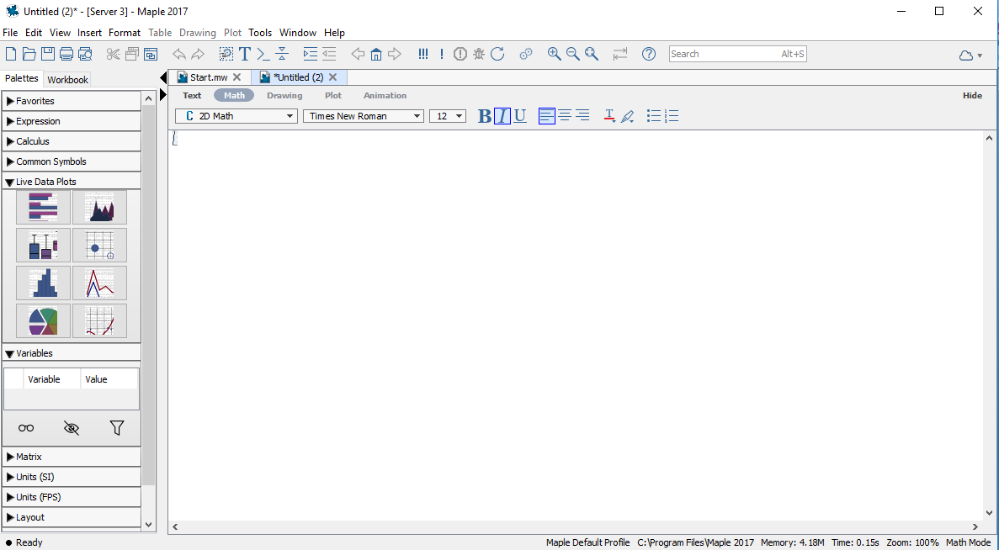 Untitled (2)* - [Server 3] - Maple 2017
File Edit View Insert Format Table Drawing Plot Tools Window Help
Search Alt+S
Palettes Workbook
Start.mw *Untitled (2)
Text Math Drawing Plot Animation Hide
C 2D Math Times New Roman 12 B I U
Favorites
Expression
Calculus
Common Symbols
Live Data Plots
Variables
Variable Value
Matrix
Units (SI)
Units (FPS)
Layout
Ready Maple Default Profile C:\Program Files\Maple 2017 Memory: 4.18M Time: 0.15s Zoom: 100% Math Mode